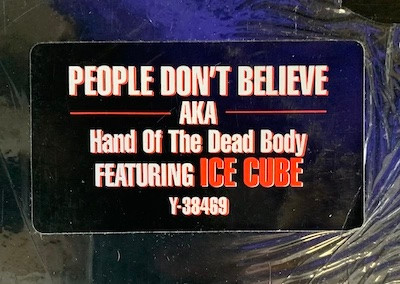 PEOPLE DON'T BELIEVE
AKA
Hand Of The Dead Body
FEATURING ICE CUBE
Y-38469